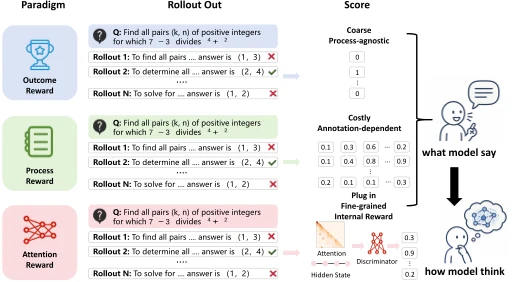 Paradigm
Rollout Out
Score
Outcome
Reward
Q: Find all pairs (k, n) of positive integers
for which 7 − 3 divides 4 + 2
Rollout 1: To find all pairs .... answer is (1, 3)
Rollout 2: To determine all .... answer is (2, 4)
....
Rollout N: To solve for ... answer is (1, 2)
Coarse
Process-agnostic
0
1
⋮
0
Process
Reward
Q: Find all pairs (k, n) of positive integers
for which 7 − 3 divides 4 + 2
Rollout 1: To find all pairs .... answer is (1, 3)
Rollout 2: To determine all .... answer is (2, 4)
....
Rollout N: To solve for ... answer is (1, 2)
Costly
Annotation-dependent
0.1 0.3 0.6 ... 0.2
0.1 0.4 0.8 ... 0.9
⋮
0.2 0.1 0.1 ... 0.3
Attention
Reward
Q: Find all pairs (k, n) of positive integers
for which 7 − 3 divides 4 + 2
Rollout 1: To find all pairs .... answer is (1, 3)
Rollout 2: To determine all .... answer is (2, 4)
....
Rollout N: To solve for ... answer is (1, 2)
Plug in
Fine-grained
Internal Reward
Attention
Hidden State
Discriminator
0.3
0.9
⋮
0.2
what model say
how model think